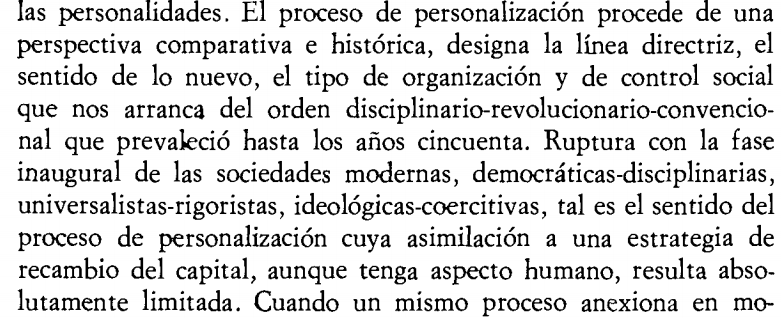 las personalidades. El proceso de personalización procede de una
perspectiva comparativa e histórica, designa la línea directriz, el
sentido de lo nuevo, el tipo de organización y de control social
que nos arranca del orden disciplinario-revolucionario-convencio-
nal que prevaleció hasta los años cincuenta. Ruptura con la fase
inaugural de las sociedades modernas, democráticas-disciplinarias,
universalistas-rigoristas, ideológicas-coercitivas, tal es el sentido del
proceso de personalización cuya asimilación a una estrategia de
recambio del capital, aunque tenga aspecto humano, resulta abso-
lutamente limitada. Cuando un mismo proceso anexiona en mo-